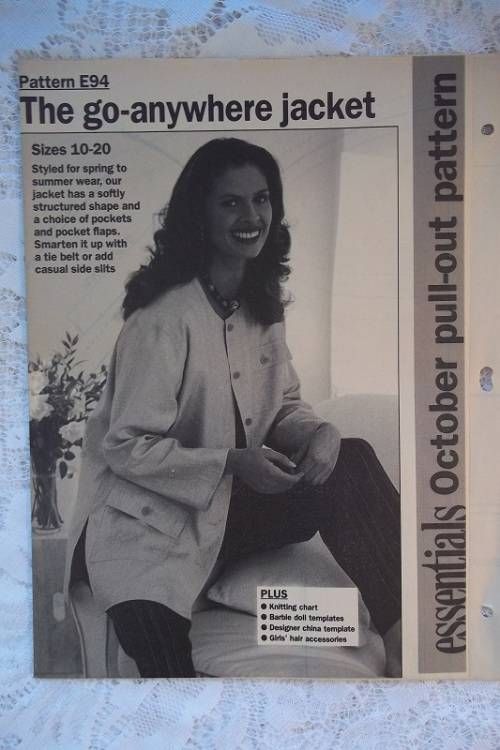 Pattern E94
The go-anywhere jacket
Sizes 10-20
Styled for spring to
summer wear, our
jacket has a softly
structured shape and
a choice of pockets
and pocket flaps.
Smarten it up with
a tie belt or add
casual side slits
PLUS
● Knitting chart
● Barbie doll templates
● Designer china template
● Girls' hair accessories
essentials October pull-out pattern